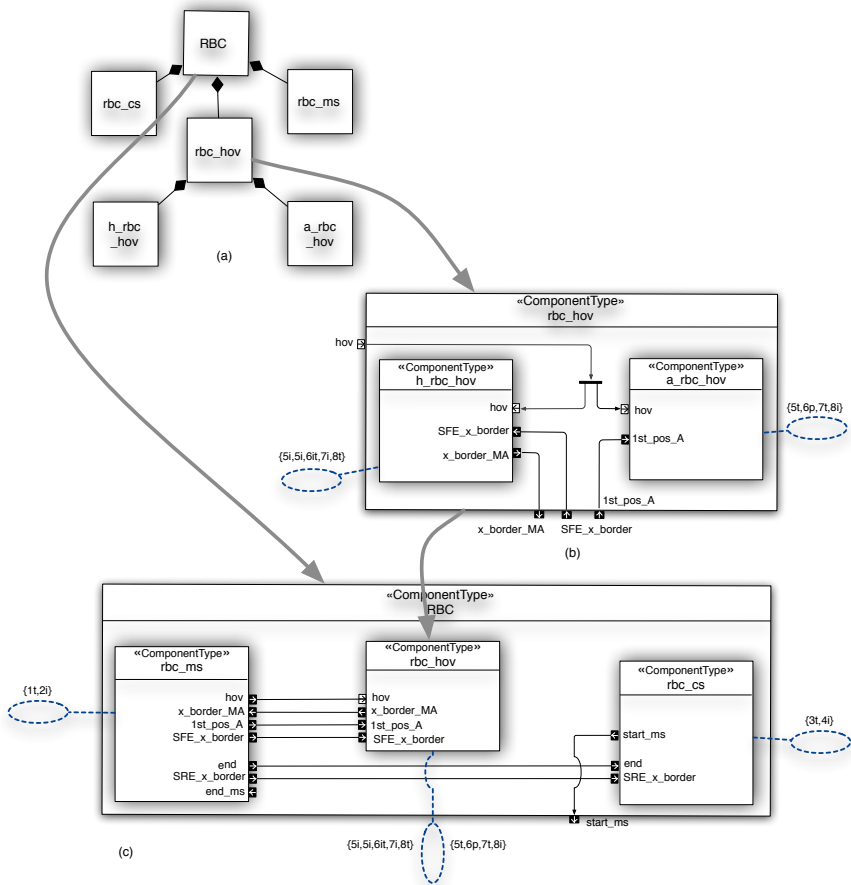 RBC
rbc_cs
rbc_ms
rbc_hov
h_rbc
_hov
a_rbc
_hov
(a)
«ComponentType»
rbc_hov
hov
«ComponentType»
h_rbc_hov
hov
SFE_x_border
x_border_MA
«ComponentType»
a_rbc_hov
hov
1st_pos_A
{5t,6p,7t,8i}
{5i,5i,6it,7i,8t}
1st_pos_A
x_border_MA
SFE_x_border
(b)
«ComponentType»
RBC
«ComponentType»
rbc_ms
hov
x_border_MA
1st_pos_A
SFE_x_border
end
SRE_x_border
end_ms
{1t,2i}
«ComponentType»
rbc_hov
hov
x_border_MA
1st_pos_A
SFE_x_border
«ComponentType»
rbc_cs
start_ms
end
SRE_x_border
{3t,4i}
start_ms
{5i,5i,6it,7i,8t}
{5t,6p,7t,8i}
(c)